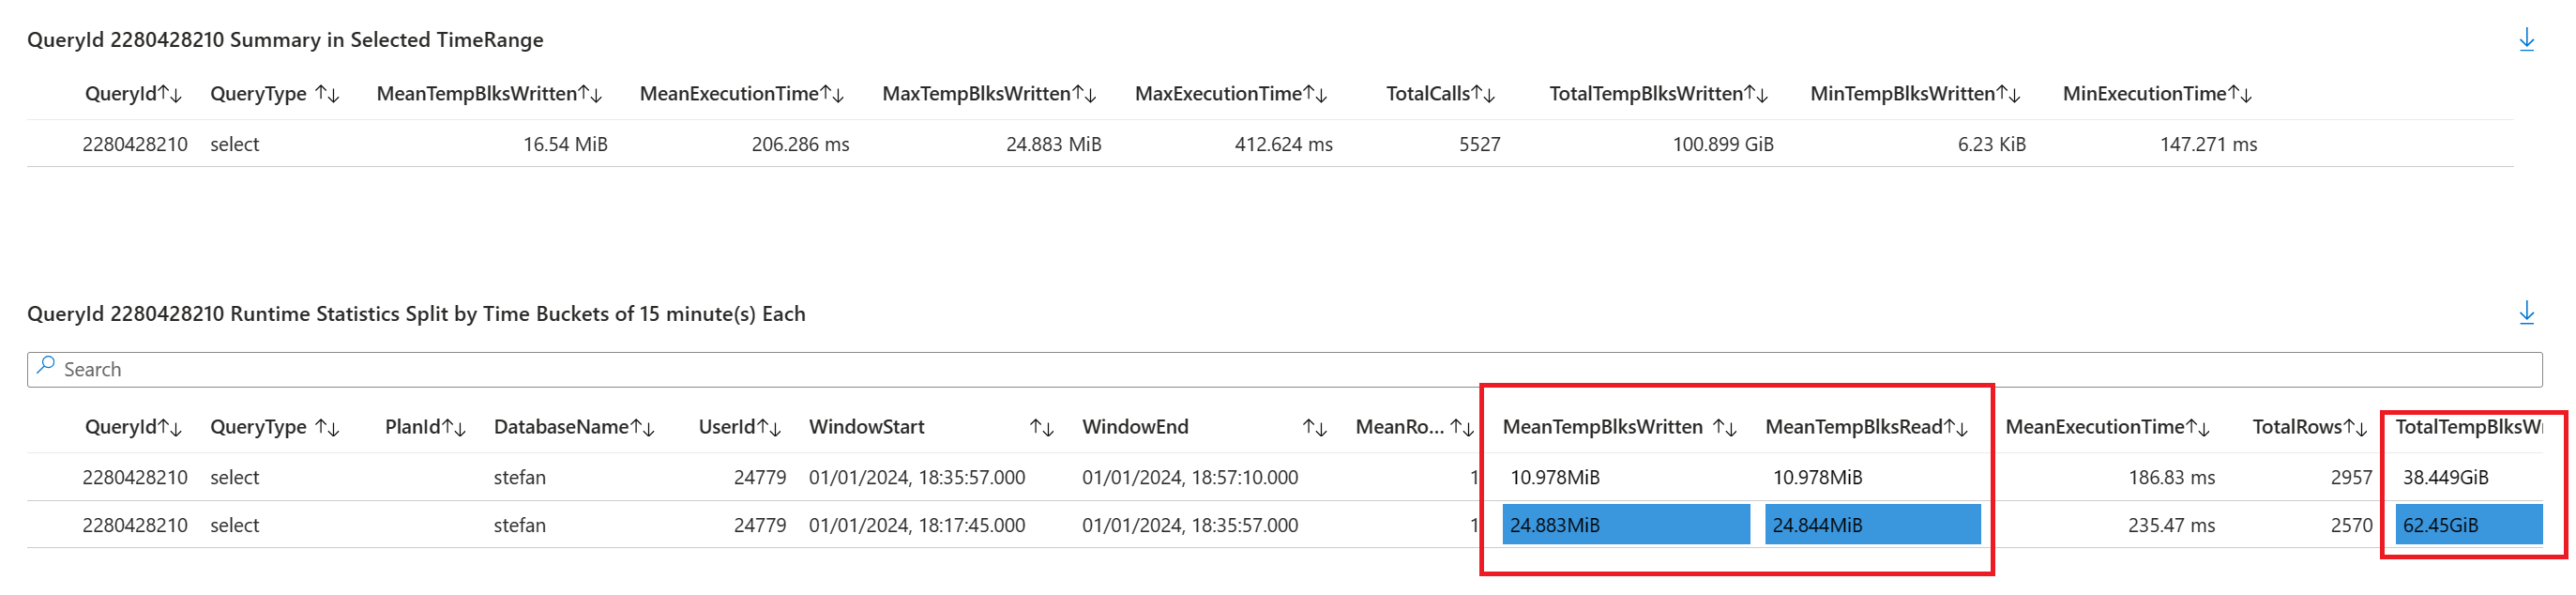 QueryId 2280428210 Summary in Selected TimeRange
QueryId QueryType MeanTempBlksWritten MeanExecutionTime MaxTempBlksWritten MaxExecutionTime TotalCalls TotalTempBlksWritten MinTempBlksWritten MinExecutionTime
2280428210 select 16.54 MiB 206.286 ms 24.883 MiB 412.624 ms 5527 100.899 GiB 6.23 KiB 147.271 ms
QueryId 2280428210 Runtime Statistics Split by Time Buckets of 15 minute(s) Each
Search
QueryId QueryType PlanId DatabaseName UserId WindowStart WindowEnd MeanRo... MeanTempBlksWritten MeanTempBlksRead MeanExecutionTime TotalRows TotalTempBlksWr
2280428210 select stefan 24779 01/01/2024, 18:35:57.000 01/01/2024, 18:57:10.000 1 10.978MiB 10.978MiB 186.83 ms 2957 38.449GiB
2280428210 select stefan 24779 01/01/2024, 18:17:45.000 01/01/2024, 18:35:57.000 1 24.883MiB 24.844MiB 235.47 ms 2570 62.45GiB